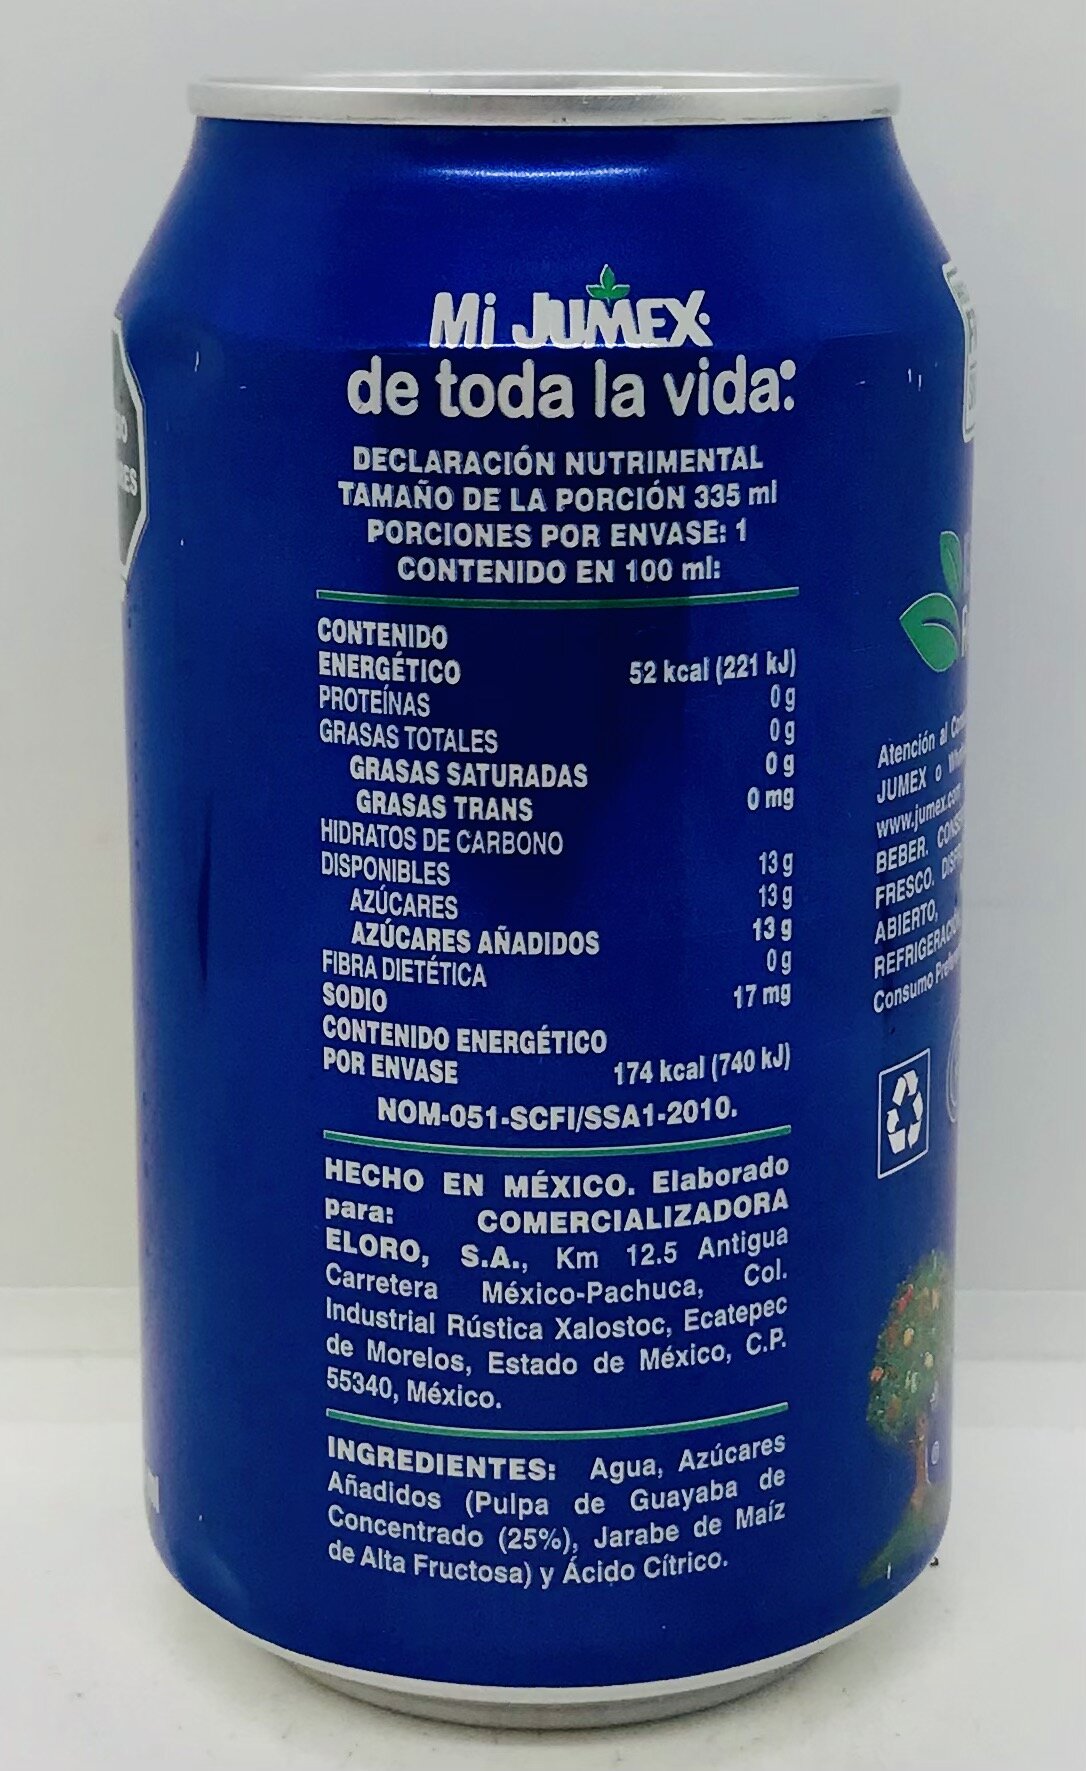 Mi JUMEX
de toda la vida:
DECLARACIÓN NUTRIMENTAL
TAMAÑO DE LA PORCIÓN 335 ml
PORCIONES POR ENVASE: 1
CONTENIDO EN 100 ml:
CONTENIDO
ENERGÉTICO 52 kcal (221 kJ)
PROTEÍNAS 0 g
GRASAS TOTALES 0 g
GRASAS SATURADAS 0 g
GRASAS TRANS 0 mg
HIDRATOS DE CARBONO
DISPONIBLES 13 g
AZÚCARES 13 g
AZÚCARES AÑADIDOS 13 g
FIBRA DIETÉTICA 0 g
SODIO 17 mg
CONTENIDO ENERGÉTICO
POR ENVASE 174 kcal (740 kJ)
NOM-051-SCFI/SSA1-2010.
HECHO EN MÉXICO. Elaborado
para: COMERCIALIZADORA
ELORO, S.A., Km 12.5 Antigua
Carretera México-Pachuca, Col.
Industrial Rústica Xalostoc, Ecatepec
de Morelos, Estado de México, C.P.
55340, México.
INGREDIENTES: Agua, Azúcares
Añadidos (Pulpa de Guayaba de
Concentrado (25%), Jarabe de Maíz
de Alta Fructosa) y Ácido Cítrico.
Atención al
JUMEX o
www.jumex.com
BEBER.
FRESCO.
ABIERTO,
Consumo